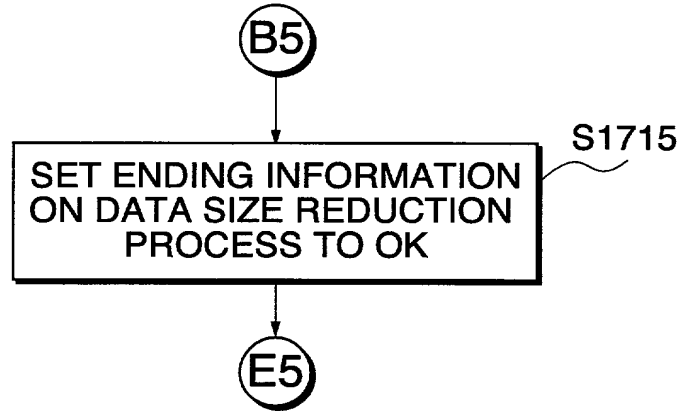 B5
S1715
SET ENDING INFORMATION
ON DATA SIZE REDUCTION
PROCESS TO OK
E5